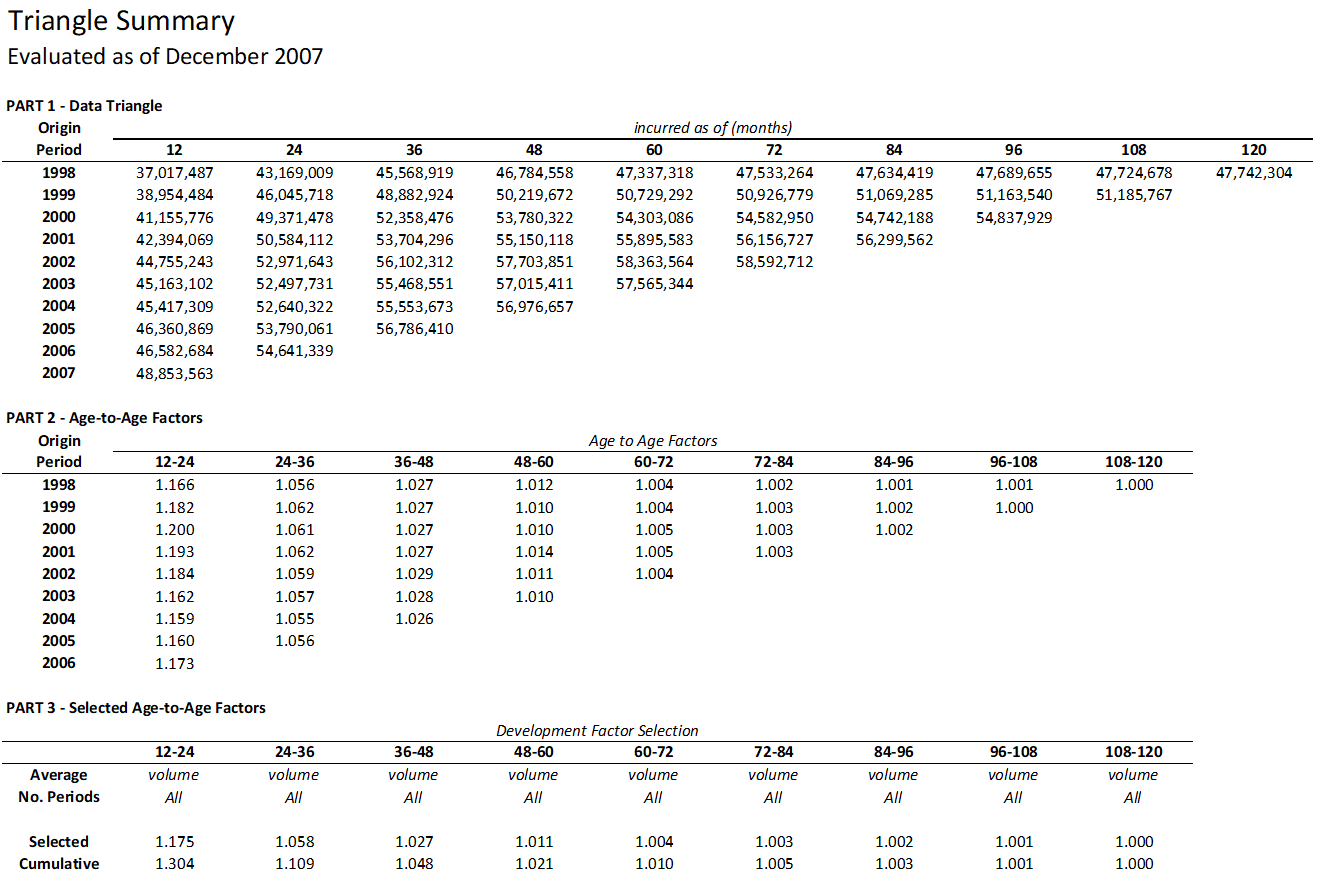 Triangle Summary
Evaluated as of December 2007
PART 1 - Data Triangle
Origin incurred as of (months)
Period 12 24 36 48 60 72 84 96 108 120
1998 37,017,487 43,169,009 45,568,919 46,784,558 47,337,318 47,533,264 47,634,419 47,689,655 47,724,678 47,742,304
1999 38,954,484 46,045,718 48,882,924 50,219,672 50,729,292 50,926,779 51,069,285 51,163,540 51,185,767
2000 41,155,776 49,371,478 52,358,476 53,780,322 54,303,086 54,582,950 54,742,188 54,837,929
2001 42,394,069 50,584,112 53,704,296 55,150,118 55,895,583 56,156,727 56,299,562
2002 44,755,243 52,971,643 56,102,312 57,703,851 58,363,564 58,592,712
2003 45,163,102 52,497,731 55,468,551 57,015,411 57,565,344
2004 45,417,309 52,640,322 55,553,673 56,976,657
2005 46,360,869 53,790,061 56,786,410
2006 46,582,684 54,641,339
2007 48,853,563
PART 2 - Age-to-Age Factors
Origin Age to Age Factors
Period 12-24 24-36 36-48 48-60 60-72 72-84 84-96 96-108 108-120
1998 1.166 1.056 1.027 1.012 1.004 1.002 1.001 1.001 1.000
1999 1.182 1.062 1.027 1.010 1.004 1.003 1.002 1.000
2000 1.200 1.061 1.027 1.010 1.005 1.003 1.002
2001 1.193 1.062 1.027 1.014 1.005 1.003
2002 1.184 1.059 1.029 1.011 1.004
2003 1.162 1.057 1.028 1.010
2004 1.159 1.055 1.026
2005 1.160 1.056
2006 1.173
PART 3 - Selected Age-to-Age Factors
Development Factor Selection
12-24 24-36 36-48 48-60 60-72 72-84 84-96 96-108 108-120
Average volume volume volume volume volume volume volume volume volume
No. Periods All All All All All All All All All
Selected 1.175 1.058 1.027 1.011 1.004 1.003 1.002 1.001 1.000
Cumulative 1.304 1.109 1.048 1.021 1.010 1.005 1.003 1.001 1.000